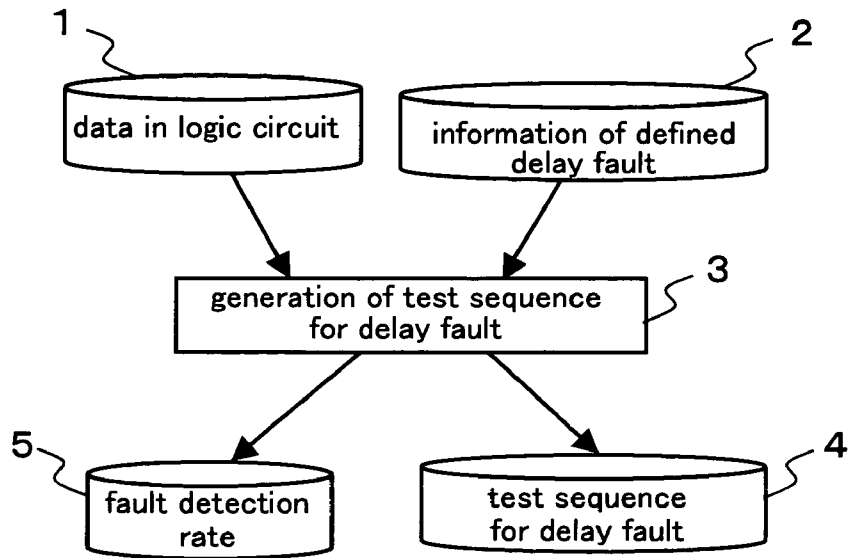 1
2
data in logic circuit
information of defined
delay fault
3
generation of test sequence
for delay fault
5
4
fault detection
rate
test sequence
for delay fault